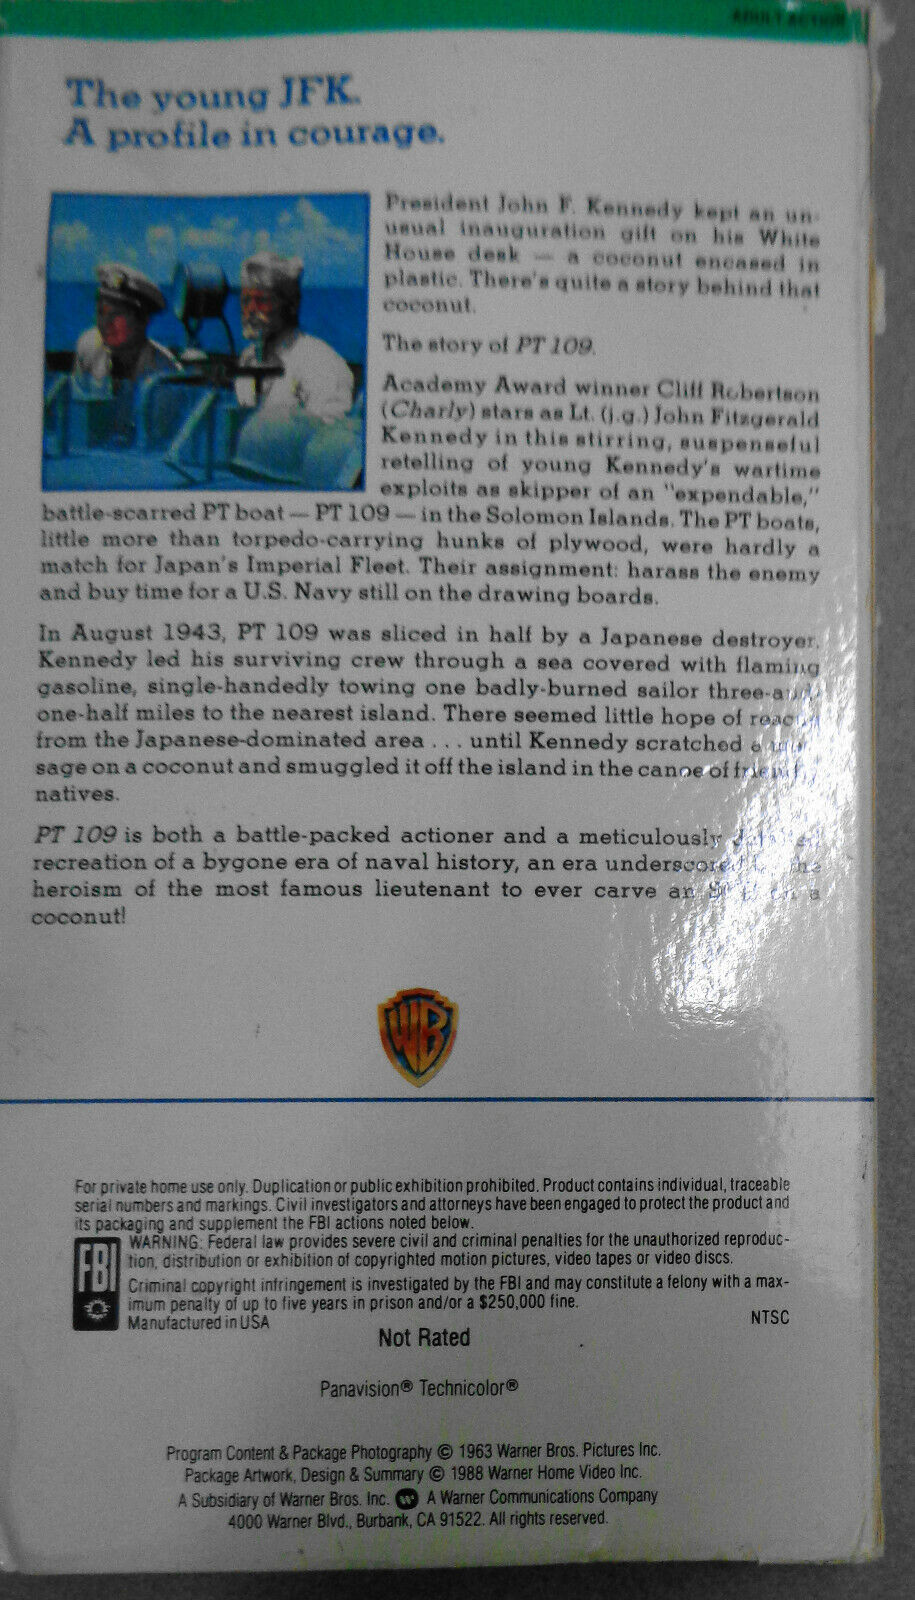 ADULT ACTION
The young JFK.
A profile in courage.
President John F. Kennedy kept an un-
usual inauguration gift on his White
House desk — a coconut encased in
plastic. There's quite a story behind that
coconut.
The story of PT 109.
Academy Award winner Cliff Robertson
(Charly) stars as Lt. (j.g.) John Fitzgerald
Kennedy in this stirring, suspenseful
retelling of young Kennedy's wartime
exploits as skipper of an "expendable,"
battle-scarred PT boat — PT 109 — in the Solomon Islands. The PT boats,
little more than torpedo-carrying hunks of plywood, were hardly a
match for Japan's Imperial Fleet. Their assignment: harass the enemy
and buy time for a U.S. Navy still on the drawing boards.
In August 1943, PT 109 was sliced in half by a Japanese destroyer.
Kennedy led his surviving crew through a sea covered with flaming
gasoline, single-handedly towing one badly-burned sailor three-and-
one-half miles to the nearest island. There seemed little hope of
from the Japanese-dominated area . . . until Kennedy scratched a
sage on a coconut and smuggled it off the island in the canoe of friendly
natives.
PT 109 is both a battle-packed actioner and a meticulously
recreation of a bygone era of naval history, an era underscored the
heroism of the most famous lieutenant to ever carve an on a
coconut!
WB
For private home use only. Duplication or public exhibition prohibited. Product contains individual, traceable
serial numbers and markings. Civil investigators and attorneys have been engaged to protect the product and
its packaging and supplement the FBI actions noted below.
FBI
WARNING: Federal law provides severe civil and criminal penalties for the unauthorized reproduc-
tion, distribution or exhibition of copyrighted motion pictures, video tapes or video discs.
Criminal copyright infringement is investigated by the FBI and may constitute a felony with a max-
imum penalty of up to five years in prison and/or a $250,000 fine.
Manufactured in USA
NTSC
Not Rated
Panavision® Technicolor®
Program Content & Package Photography © 1963 Warner Bros. Pictures Inc.
Package Artwork, Design & Summary © 1988 Warner Home Video Inc.
A Subsidiary of Warner Bros. Inc. A Warner Communications Company
4000 Warner Blvd., Burbank, CA 91522. All rights reserved.